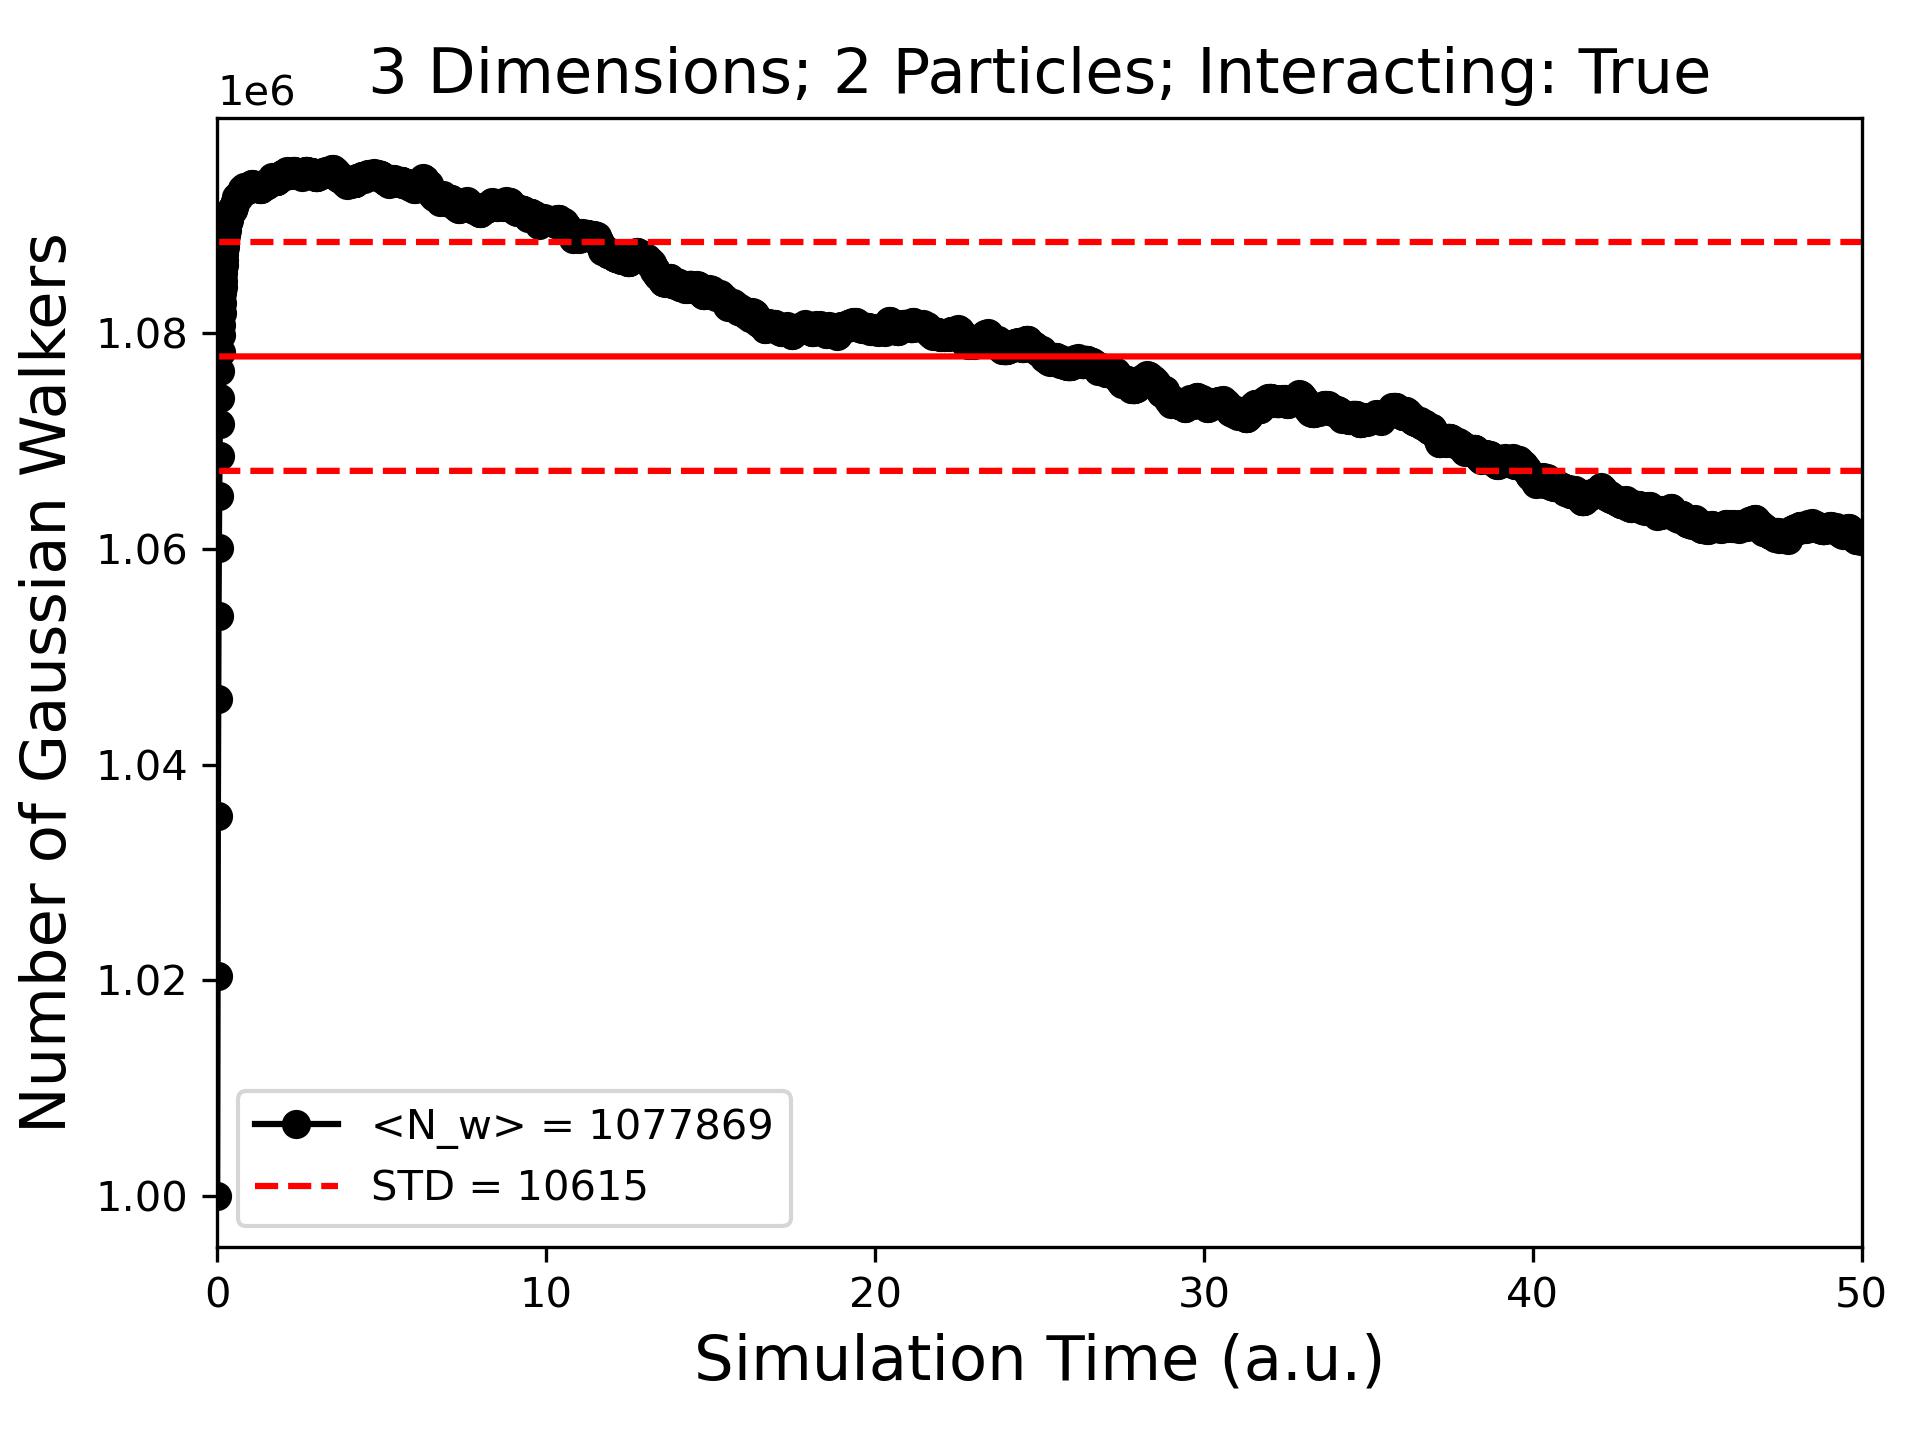 3 Dimensions; 2 Particles; Interacting: True
1e6
Number of Gaussian Walkers
1.08
1.06
1.04
1.02
1.00
<N_w> = 1077869
STD = 10615
0 10 20 30 40 50
Simulation Time (a.u.)